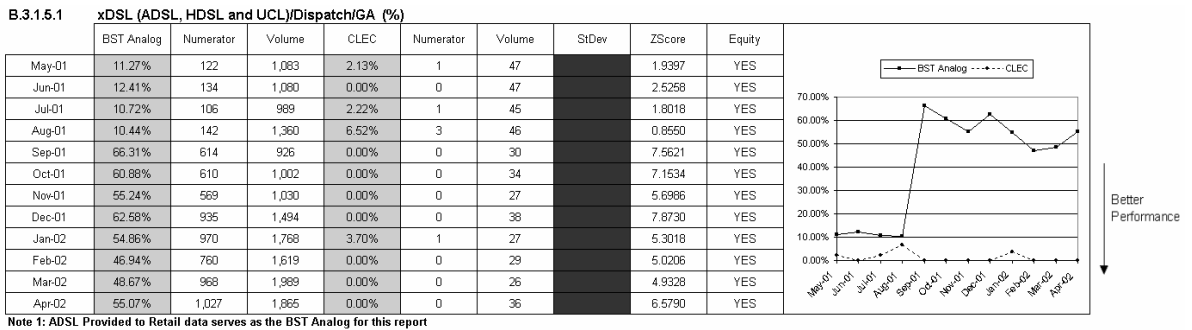 B.3.1.5.1 xDSL (ADSL, HDSL and UCL)/Dispatch/GA (%)
BST Analog Numerator Volume CLEC Numerator Volume StDev ZScore Equity
May-01 11.27% 122 1,083 2.13% 1 47 1.9397 YES
Jun-01 12.41% 134 1,080 0.00% 0 47 2.5258 YES
Jul-01 10.72% 106 989 2.22% 1 45 1.8018 YES
Aug-01 10.44% 142 1,360 6.52% 3 46 0.8550 YES
Sep-01 66.31% 614 926 0.00% 0 30 7.5621 YES
Oct-01 60.88% 610 1,002 0.00% 0 34 7.1534 YES
Nov-01 55.24% 569 1,030 0.00% 0 27 5.6986 YES
Dec-01 62.58% 935 1,494 0.00% 0 38 7.8730 YES
Jan-02 54.86% 970 1,768 3.70% 1 27 5.3018 YES
Feb-02 46.94% 760 1,619 0.00% 0 29 5.0206 YES
Mar-02 48.67% 968 1,989 0.00% 0 26 4.9328 YES
Apr-02 55.07% 1,027 1,865 0.00% 0 36 6.5790 YES
BST Analog CLEC
70.00%
60.00%
50.00%
40.00%
30.00%
20.00%
10.00%
0.00%
May-01 Jun-01 Jul-01 Aug-01 Sep-01 Oct-01 Nov-01 Dec-01 Jan-02 Feb-02 Mar-02 Apr-02
Better
Performance
Note 1: ADSL Provided to Retail data serves as the BST Analog for this report